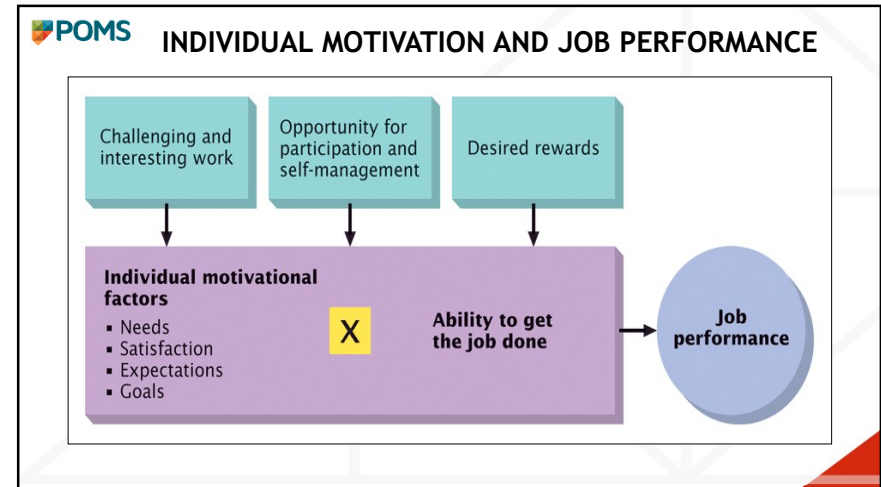 POMS
INDIVIDUAL MOTIVATION AND JOB PERFORMANCE
Challenging and
interesting work
Opportunity for
participation and
self-management
Desired rewards
Individual motivational
factors
▪ Needs
▪ Satisfaction
▪ Expectations
▪ Goals
X
Ability to get
the job done
Job
performance